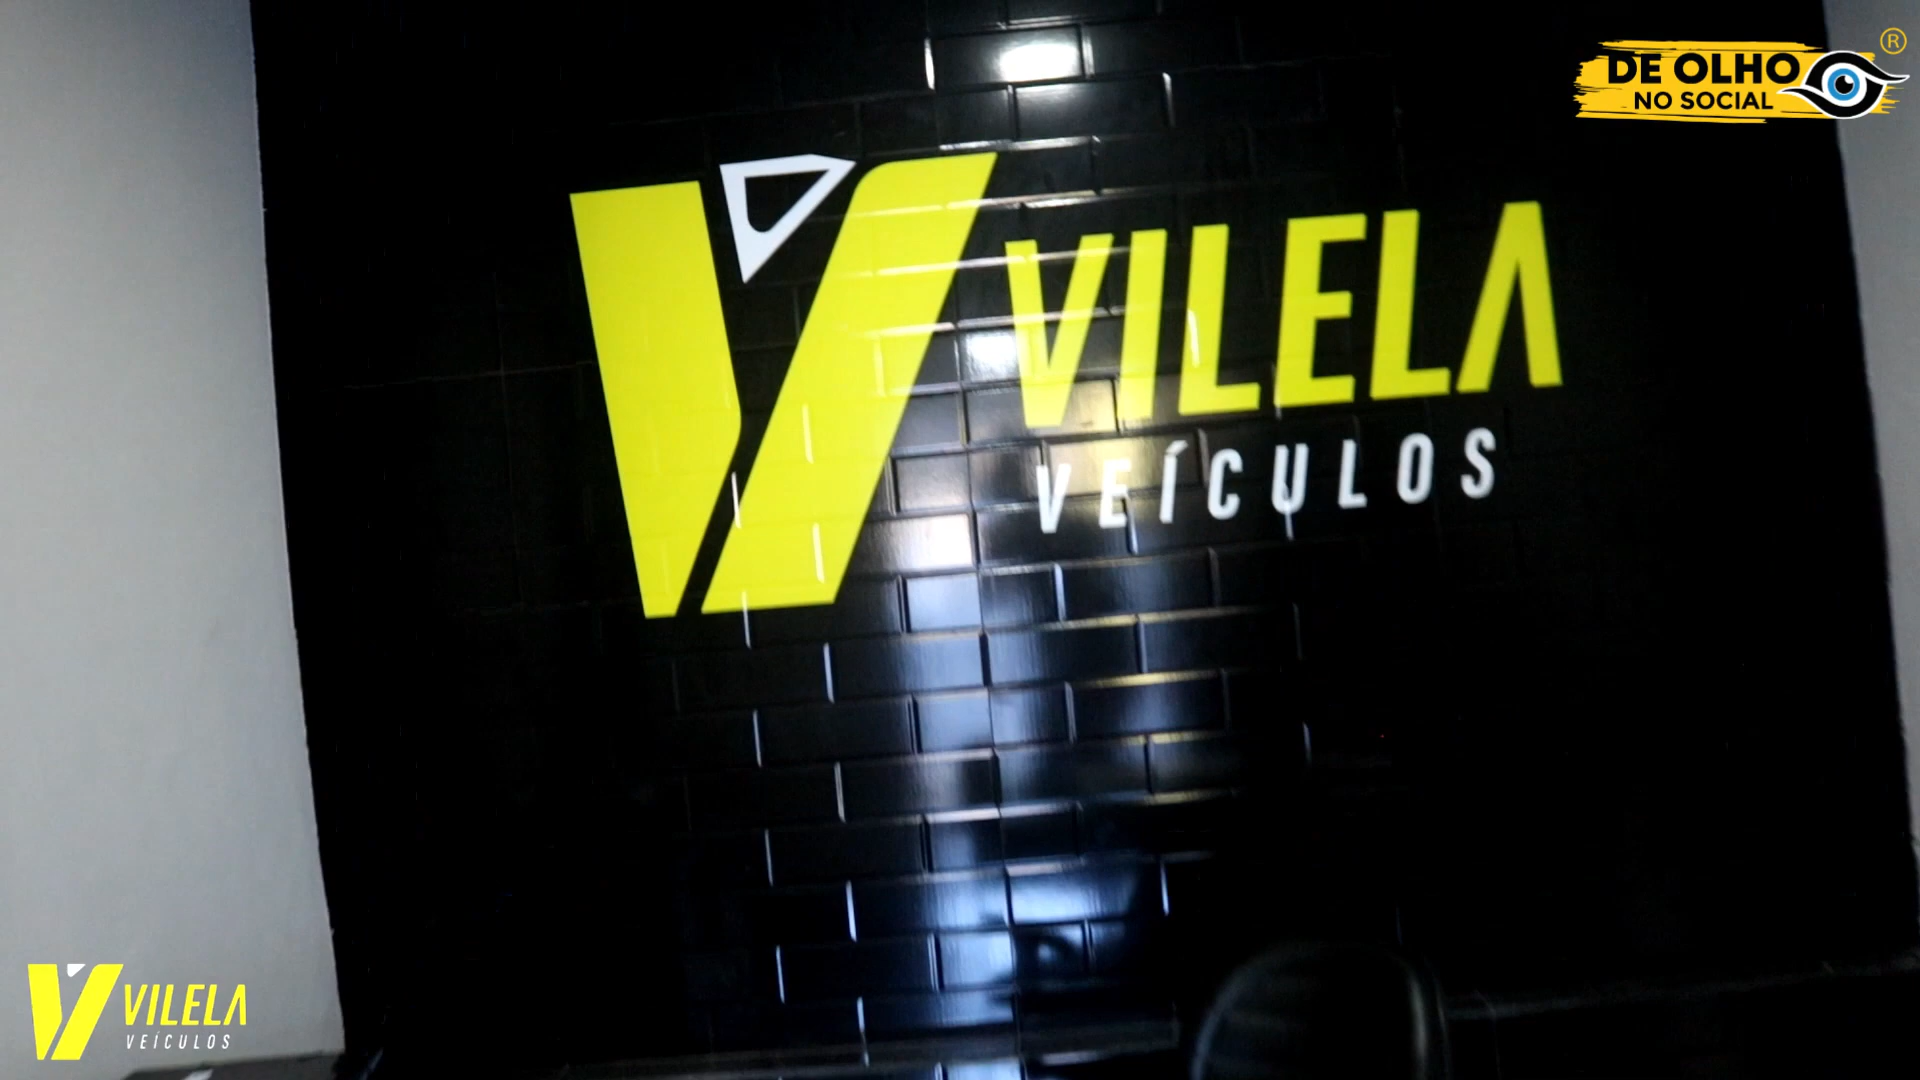 DE OLHO
NO SOCIAL
®
VILELA
VEÍCULOS
VILELA
VEÍCULOS